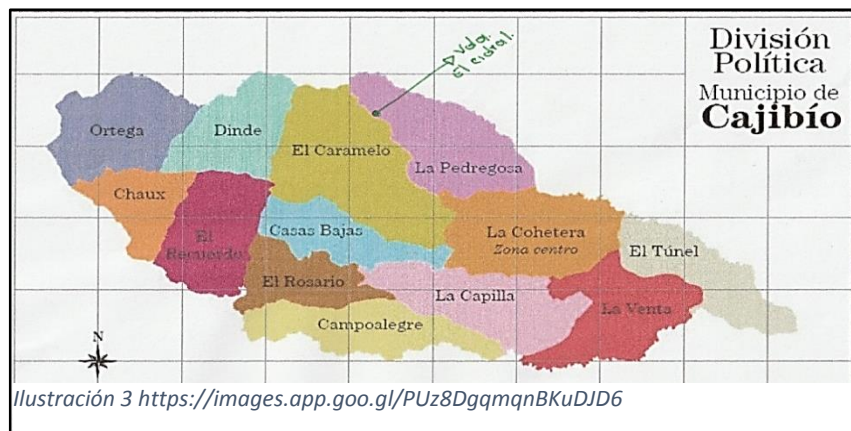 División
Política
Municipio de
Cajibío
Vda.
El cidral.
Ortega
Dinde
El Caramelo
La Pedregosa
Chaux
El
Recuerdo
Casas Bajas
La Cohetera
Zona centro
El Túnel
El Rosario
La Capilla
La Venta
Campoalegre
N
Ilustración 3 https://images.app.goo.gl/PUz8DgqmqnBKuDJD6